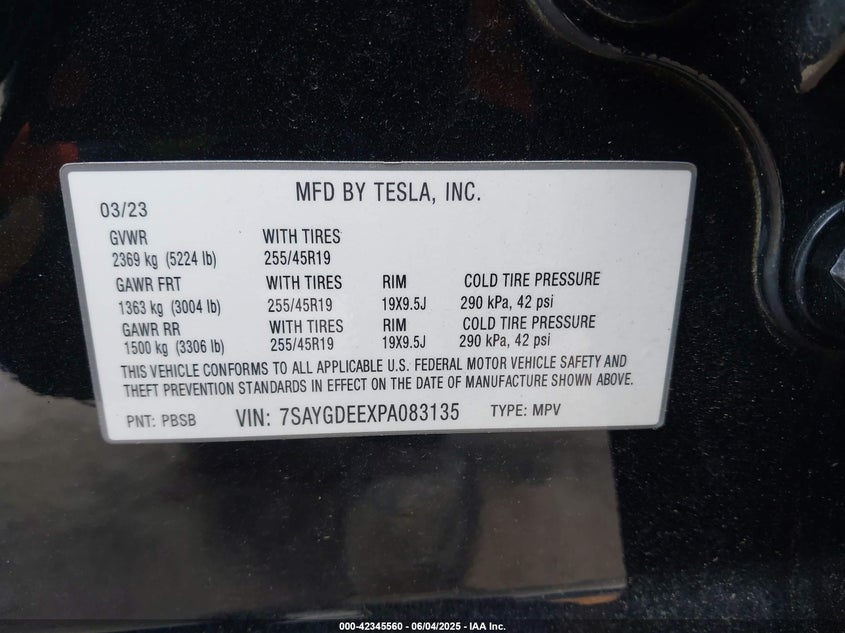 MFD BY TESLA, INC.
03/23
GVWR WITH TIRES
2369 kg (5224 lb) 255/45R19
GAWR FRT WITH TIRES RIM COLD TIRE PRESSURE
1363 kg (3004 lb) 255/45R19 19X9.5J 290 kPa, 42 psi
GAWR RR WITH TIRES RIM COLD TIRE PRESSURE
1500 kg (3306 lb) 255/45R19 19X9.5J 290 kPa, 42 psi
THIS VEHICLE CONFORMS TO ALL APPLICABLE U.S. FEDERAL MOTOR VEHICLE SAFETY AND
THEFT PREVENTION STANDARDS IN EFFECT ON THE DATE OF MANUFACTURE SHOWN ABOVE.
PNT: PBSB VIN: 7SAYGDEEXPA083135 TYPE: MPV
000-42345560 - 06/04/2025 - IAA Inc.